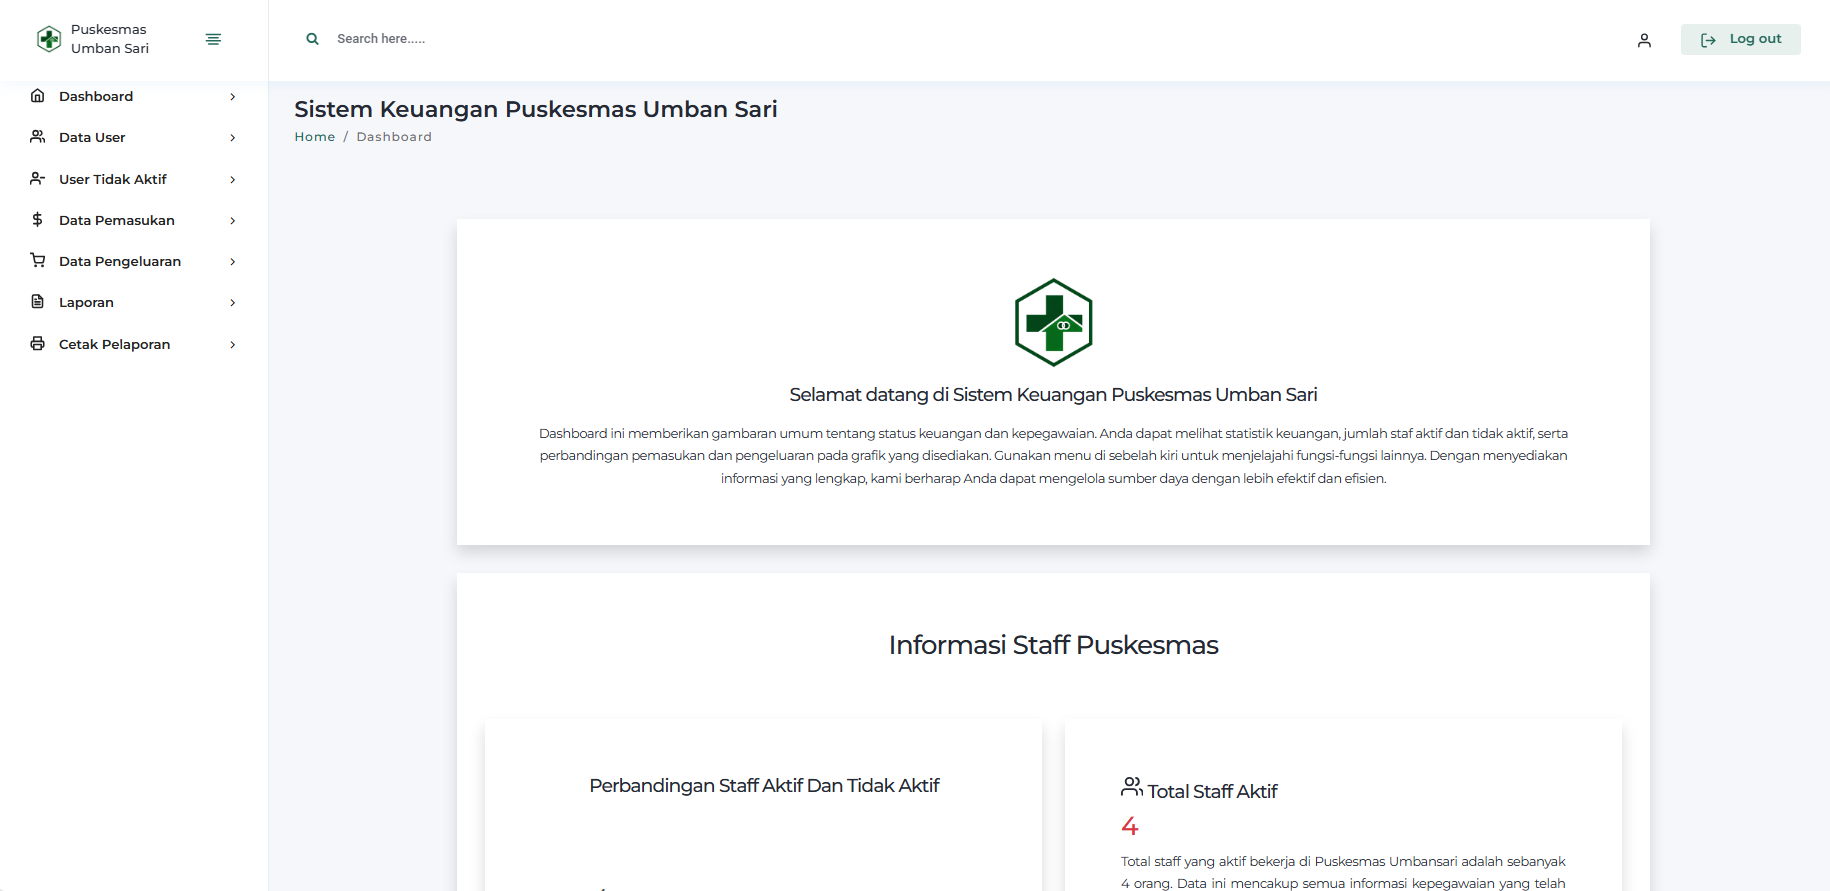 Puskesmas
Umban Sari
Search here.....
Log out
Dashboard
Data User
User Tidak Aktif
Data Pemasukan
Data Pengeluaran
Laporan
Cetak Pelaporan
Sistem Keuangan Puskesmas Umban Sari
Home / Dashboard
Selamat datang di Sistem Keuangan Puskesmas Umban Sari
Dashboard ini memberikan gambaran umum tentang status keuangan dan kepegawaian. Anda dapat melihat statistik keuangan, jumlah staf aktif dan tidak aktif, serta
perbandingan pemasukan dan pengeluaran pada grafik yang disediakan. Gunakan menu di sebelah kiri untuk menjelajahi fungsi-fungsi lainnya. Dengan menyediakan
informasi yang lengkap, kami berharap Anda dapat mengelola sumber daya dengan lebih efektif dan efisien.
Informasi Staff Puskesmas
Perbandingan Staff Aktif Dan Tidak Aktif
Total Staff Aktif
4
Total staff yang aktif bekerja di Puskesmas Umbansari adalah sebanyak
4 orang. Data ini mencakup semua informasi kepegawaian yang telah